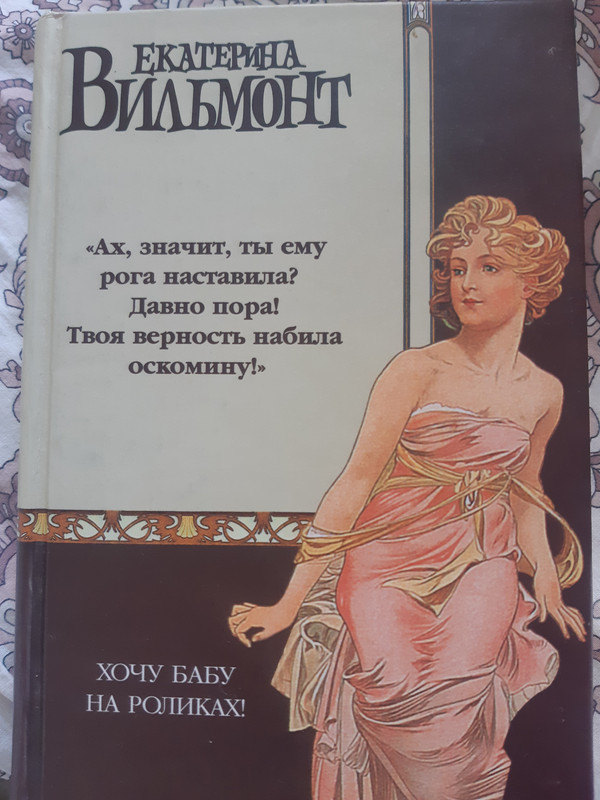 ЕКАТЕРИНА
ВИЛЬМОНТ
«Ах, значит, ты ему
рога наставила?
Давно пора!
Твоя верность набила
оскомину!»
ХОЧУ БАБУ
НА РОЛИКАХ!